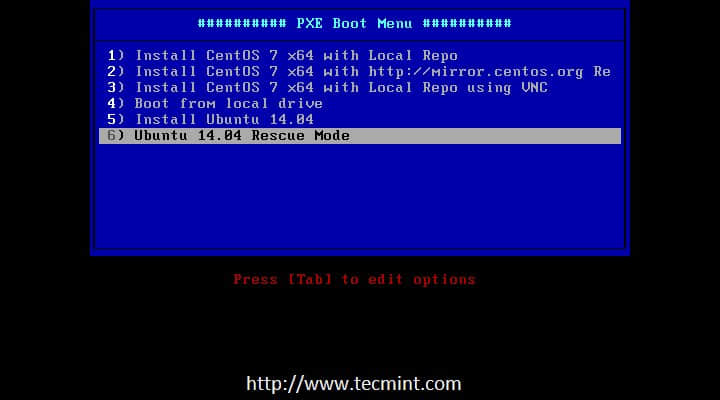 ########## PXE Boot Menu ##########
1) Install CentOS 7 x64 with Local Repo
2) Install CentOS 7 x64 with http://mirror.centos.org Re
3) Install CentOS 7 x64 with Local Repo using VNC
4) Boot from local drive
5) Install Ubuntu 14.04
6) Ubuntu 14.04 Rescue Mode
Press [Tab] to edit options
http://www.tecmint.com